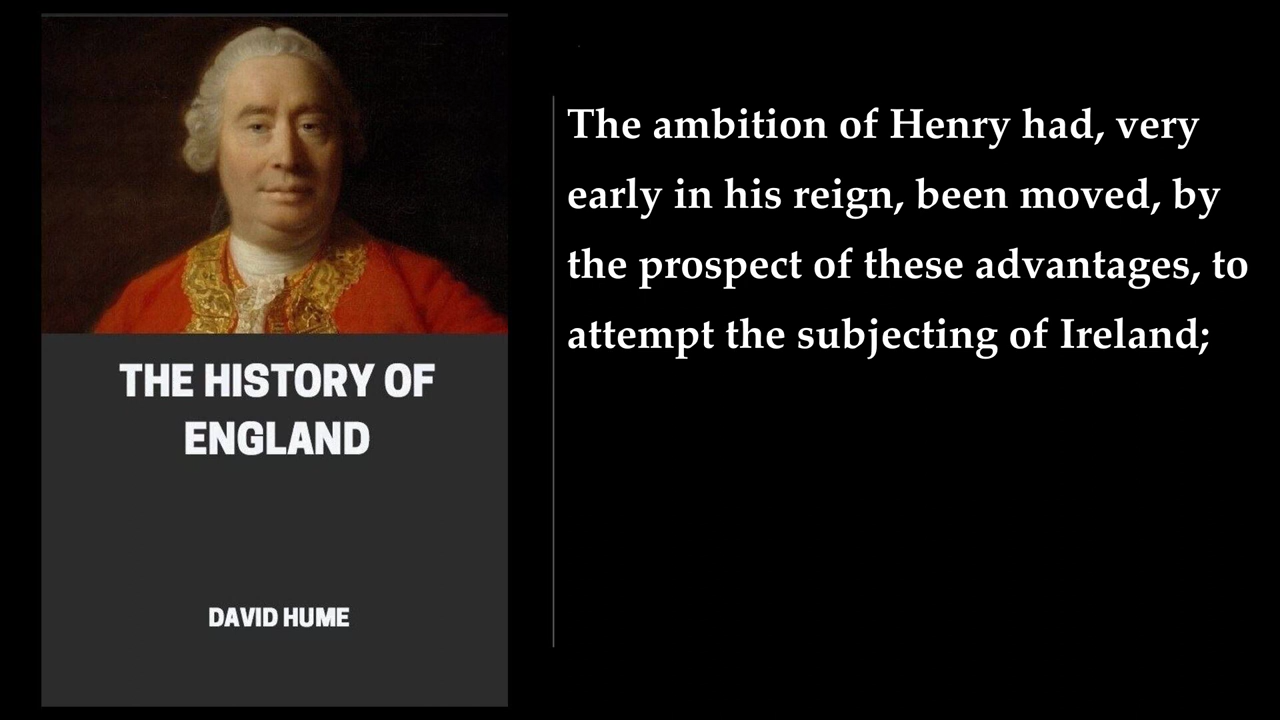 THE HISTORY OF
ENGLAND
DAVID HUME
The ambition of Henry had, very
early in his reign, been moved, by
the prospect of these advantages, to
attempt the subjecting of Ireland;